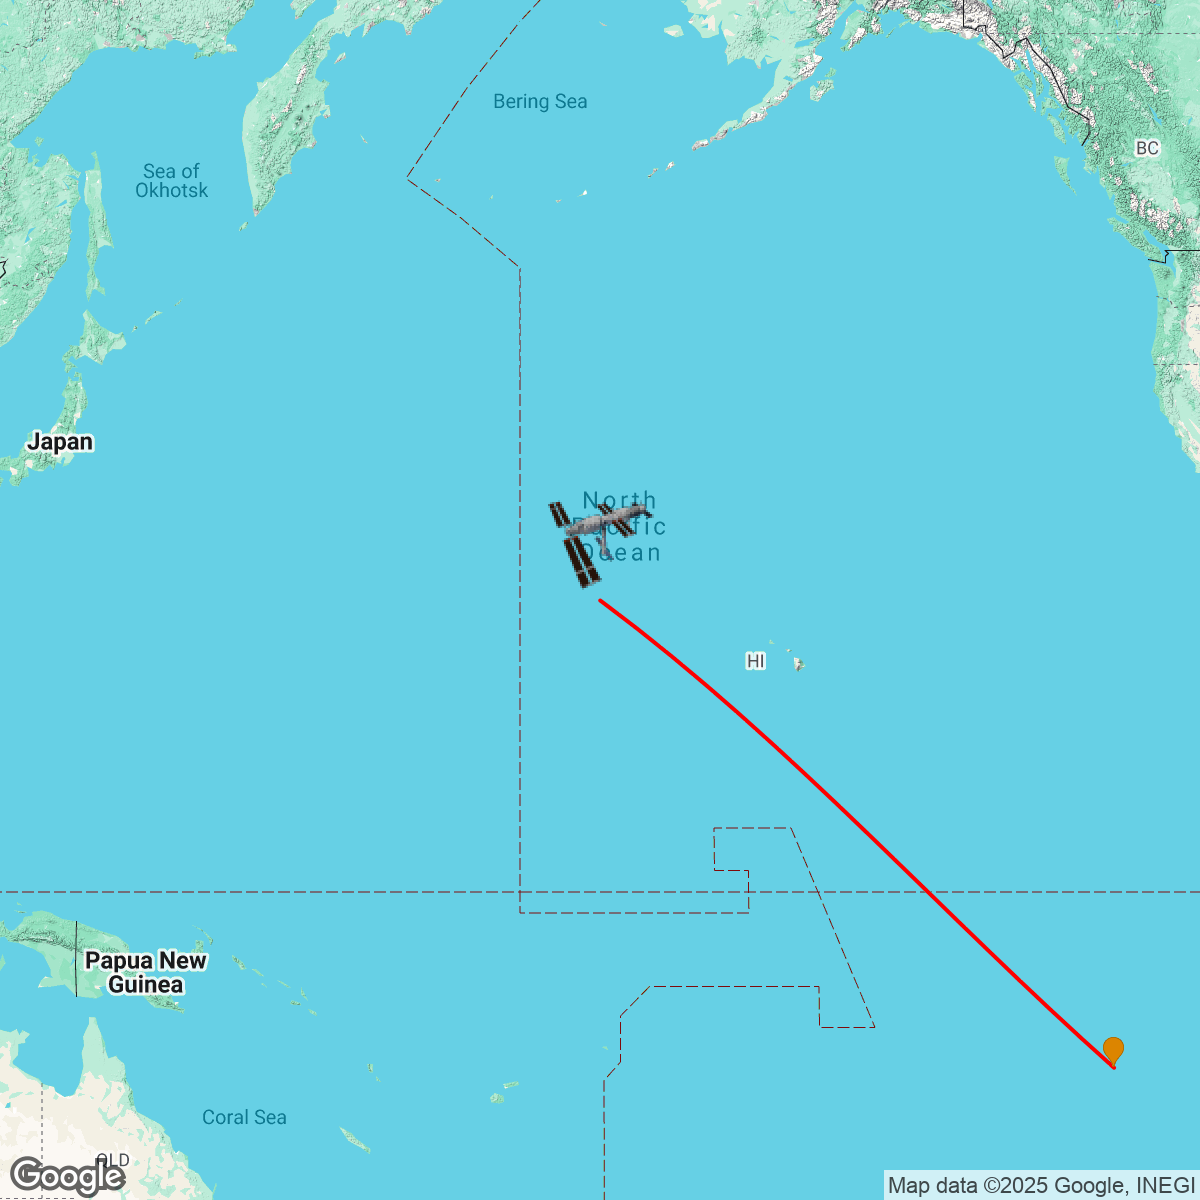 Bering Sea
BC
Sea of
Okhotsk
Japan
North
Pacific
Ocean
HI
Papua New
Guinea
Coral Sea
QLD
Google
Map data ©2025 Google, INEGI